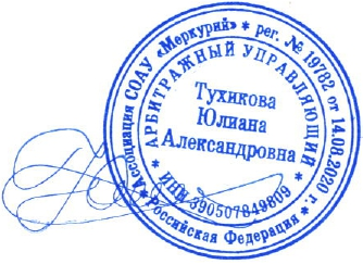 Ассоциация СОАУ «Меркурий» * рег. № 19782 от 14.08.2020 г. *
Российская Федерация *
АРБИТРАЖНЫЙ УПРАВЛЯЮЩИЙ *
ИНН 390507849809 *
Тухикова
Юлиана
Александровна